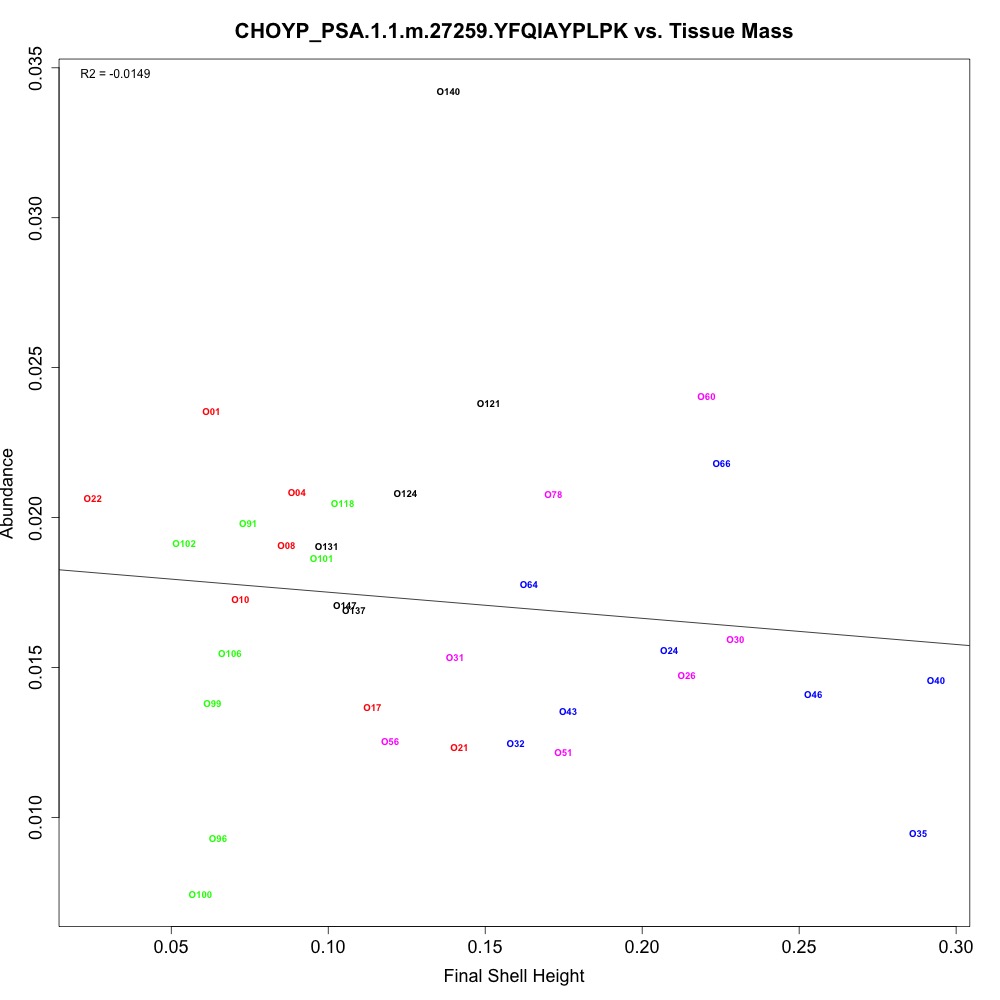 CHOYP_PSA.1.1.m.27259.YFQIAYPLPK vs. Tissue Mass
R2 = -0.0149
0.035
0.030
0.025
0.020
0.015
0.010
Abundance
O140
O60
O121
O01
O66
O04
O124
O78
O22
O118
O91
O102
O08
O131
O101
O64
O10
O147
O137
O30
O106
O24
O31
O26
O40
O46
O99
O17
O43
O56
O32
O21
O51
O96
O35
O100
0.05
0.10
0.15
0.20
0.25
0.30
Final Shell Height